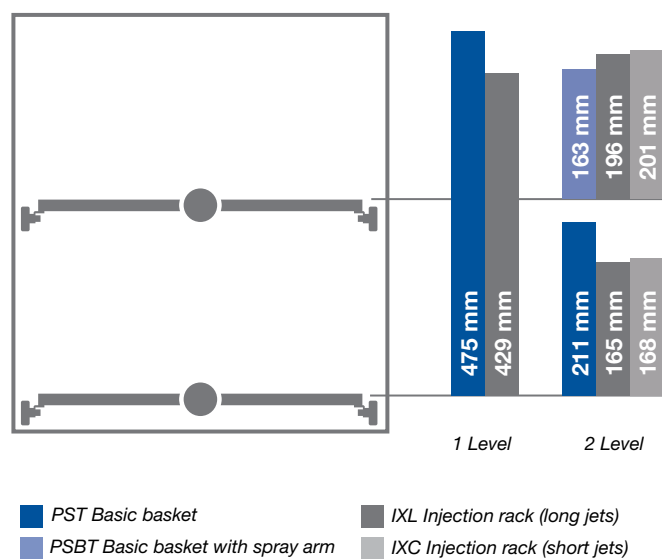 163 mm
196 mm
201 mm
475 mm
429 mm
211 mm
165 mm
168 mm
1 Level
2 Level
PST Basic basket
IXL Injection rack (long jets)
PSBT Basic basket with spray arm
IXC Injection rack (short jets)